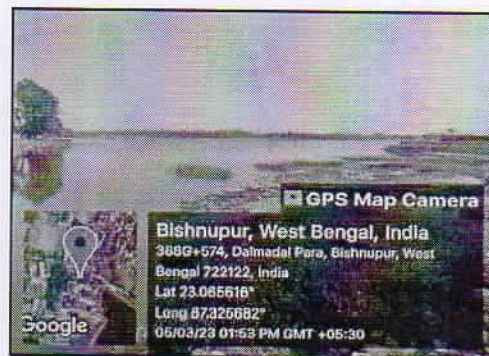 GPS Map Camera
Bishnupur, West Bengal, India
388G+574, Dalmadal Para, Bishnupur, West
Bengal 722122, India
Lat 23.065616°
Long 87.325682°
05/03/23 01:53 PM GMT +05:30
Google